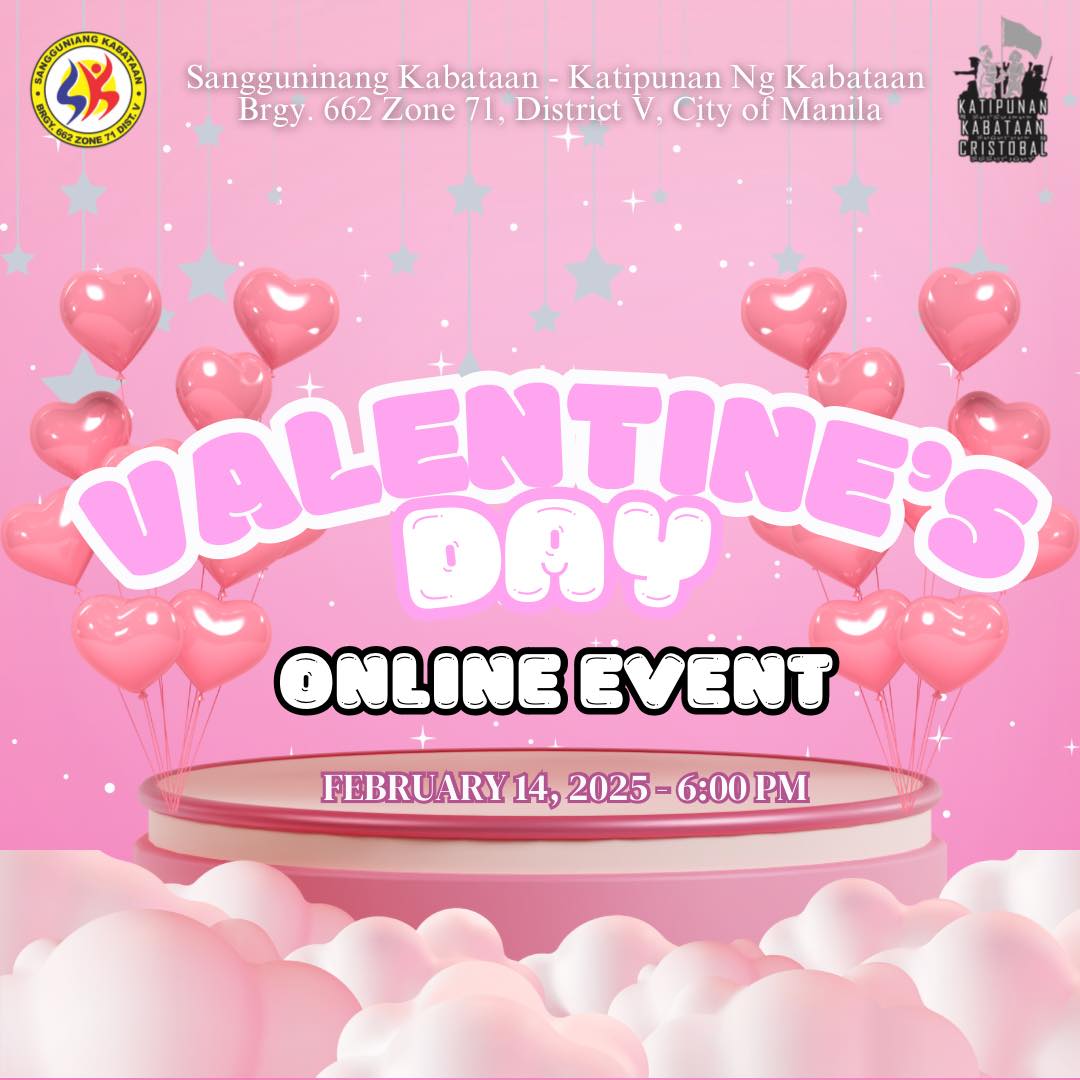 SANGGUNIANG KABATAAN
BRGY. 662 ZONE 71 DIST. V
Sangguninang Kabataan - Katipunan Ng Kabataan
Brgy. 662 Zone 71, District V, City of Manila
KATIPUNAN
KABATAAN
CRISTOBAL
VALENTINE'S
DAY
ONLINE EVENT
FEBRUARY 14, 2025 - 6:00 PM